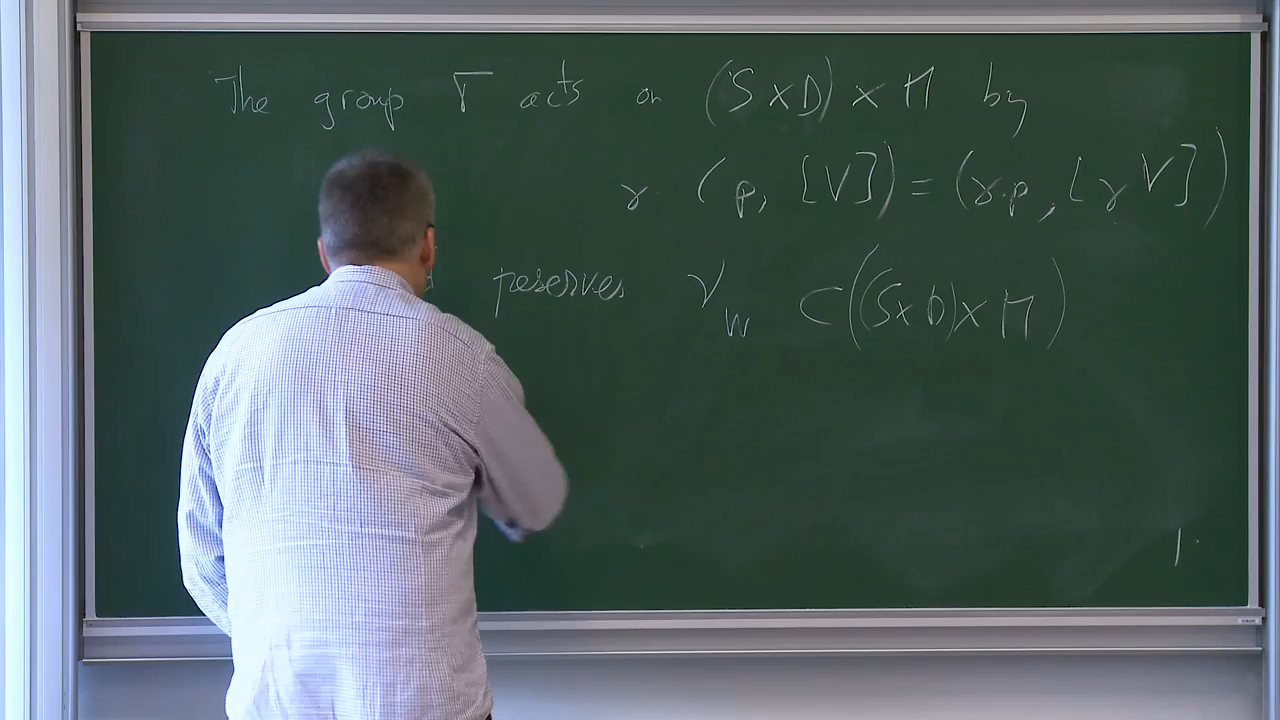 The group Γ acts on (S×D) × M by
γ. (p, [V]) = (γ.p, [γV])
preserves 𝒱_W ⊂ ((S×D)×M)